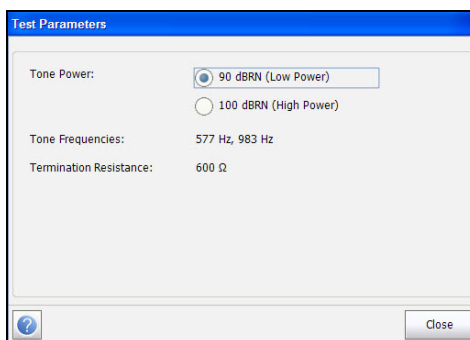 Test Parameters
Tone Power: 90 dBRN (Low Power)
100 dBRN (High Power)
Tone Frequencies: 577 Hz, 983 Hz
Termination Resistance: 600 Ω
?
Close